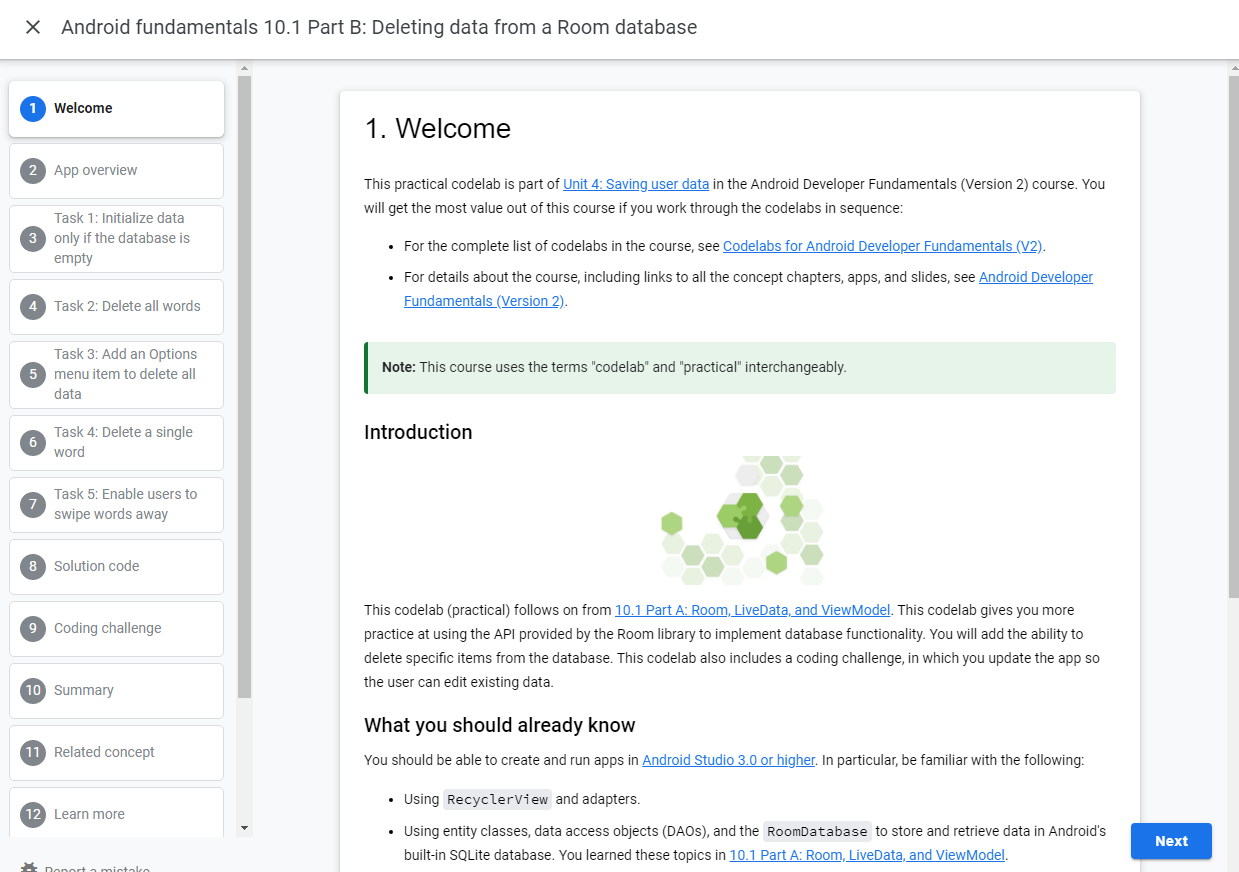 Android fundamentals 10.1 Part B: Deleting data from a Room database
1 Welcome
2 App overview
3 Task 1: Initialize data
only if the database is
empty
4 Task 2: Delete all words
5 Task 3: Add an Options
menu item to delete all
data
6 Task 4: Delete a single
word
7 Task 5: Enable users to
swipe words away
8 Solution code
9 Coding challenge
10 Summary
11 Related concept
12 Learn more
Report a mistake
1. Welcome
This practical codelab is part of Unit 4: Saving user data in the Android Developer Fundamentals (Version 2) course. You
will get the most value out of this course if you work through the codelabs in sequence:
• For the complete list of codelabs in the course, see Codelabs for Android Developer Fundamentals (V2).
• For details about the course, including links to all the concept chapters, apps, and slides, see Android Developer
Fundamentals (Version 2).
Note: This course uses the terms "codelab" and "practical" interchangeably.
Introduction
This codelab (practical) follows on from 10.1 Part A: Room, LiveData, and ViewModel. This codelab gives you more
practice at using the API provided by the Room library to implement database functionality. You will add the ability to
delete specific items from the database. This codelab also includes a coding challenge, in which you update the app so
the user can edit existing data.
What you should already know
You should be able to create and run apps in Android Studio 3.0 or higher. In particular, be familiar with the following:
• Using RecyclerView and adapters.
• Using entity classes, data access objects (DAOs), and the RoomDatabase to store and retrieve data in Android's
built-in SQLite database. You learned these topics in 10.1 Part A: Room, LiveData, and ViewModel.
Next